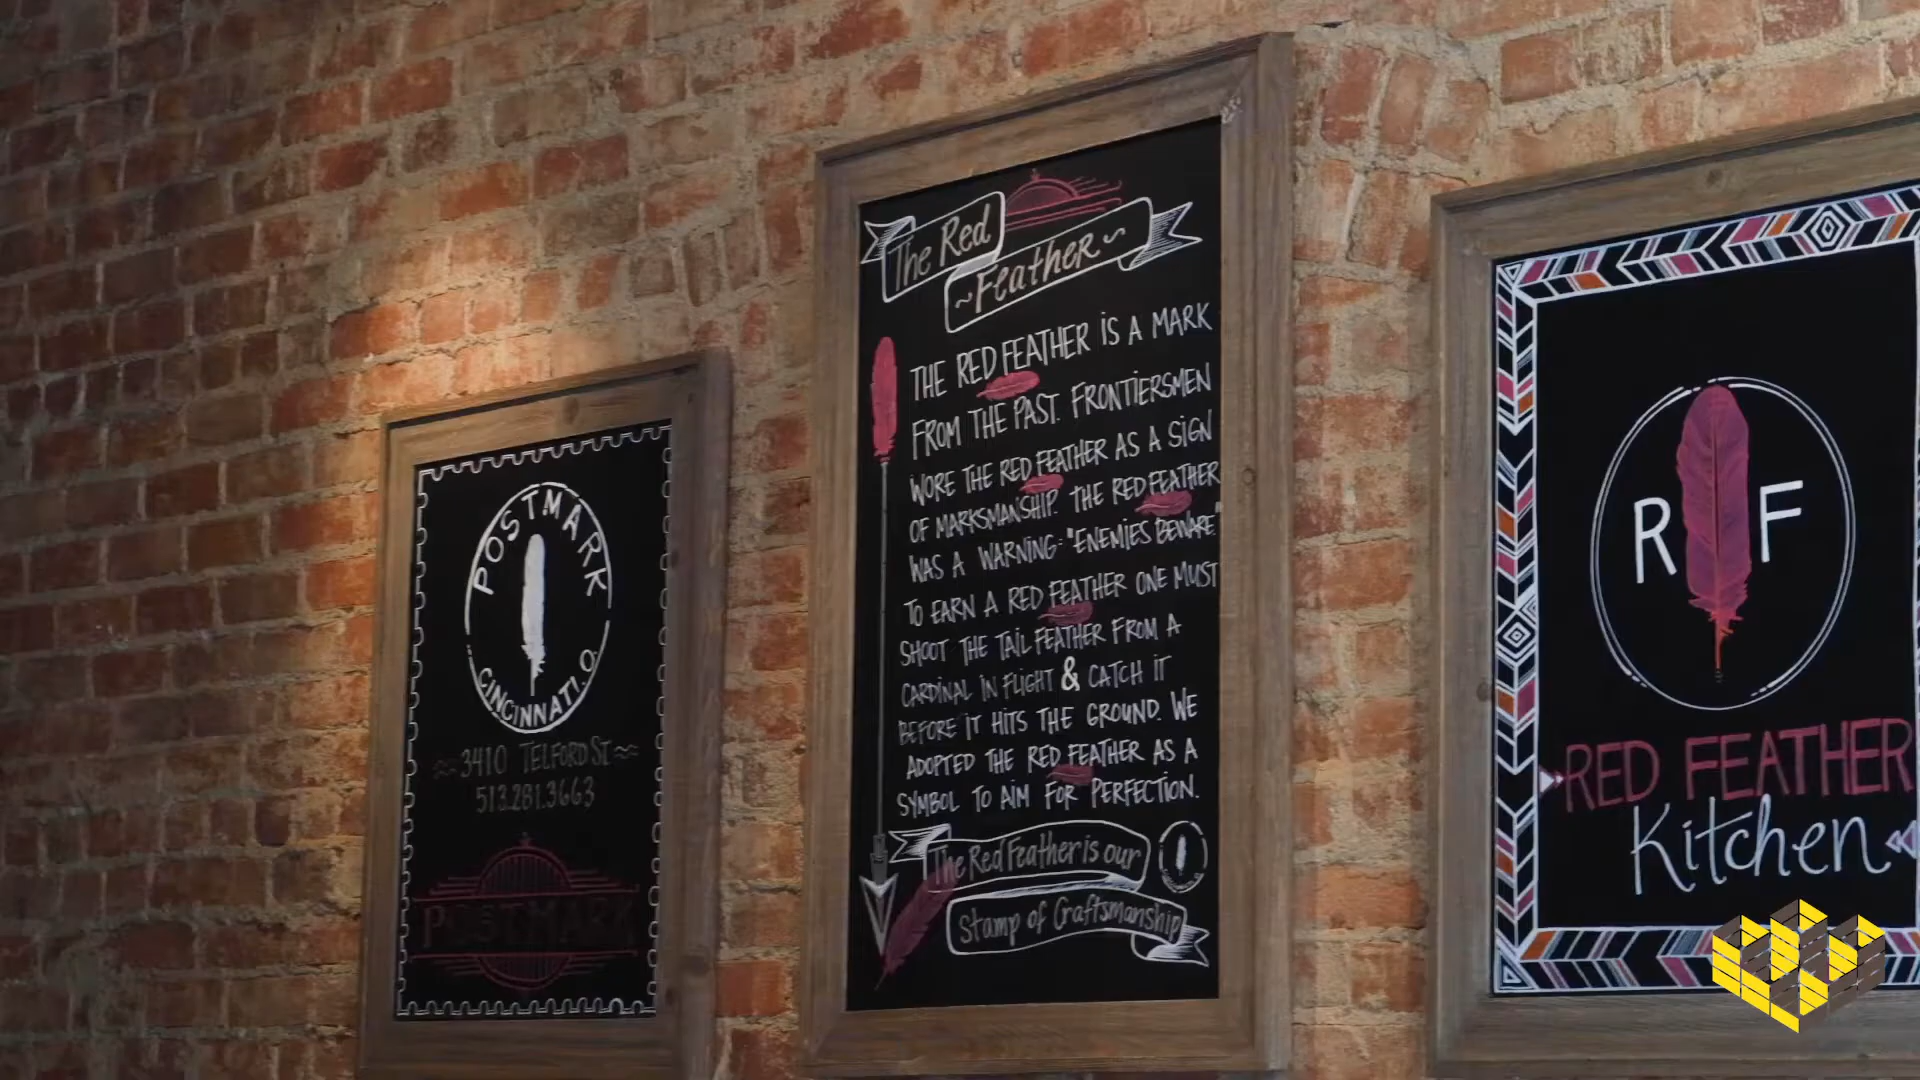 POSTMARK
CINCINNATI.O.
3410 TELFORD ST
513.281.3663
POSTMARK
The Red
~Feather~
THE RED FEATHER IS A MARK
FROM THE PAST. FRONTIERSMEN
WORE THE RED FEATHER AS A SIGN
OF MARKSMANSHIP. THE RED FEATHER
WAS A WARNING: "ENEMIES BEWARE"
TO EARN A RED FEATHER ONE MUST
SHOOT THE TAIL FEATHER FROM A
CARDINAL IN FLIGHT & CATCH IT
BEFORE IT HITS THE GROUND. WE
ADOPTED THE RED FEATHER AS A
SYMBOL TO AIM FOR PERFECTION.
The Red Feather is our
Stamp of Craftsmanship
R F
RED FEATHER
Kitchen